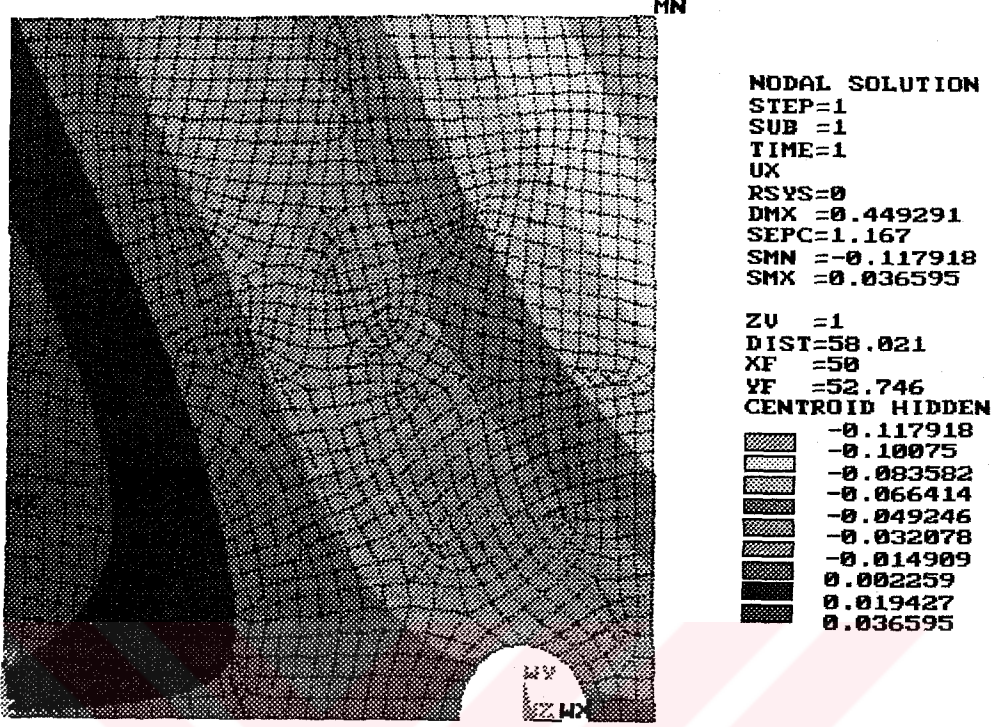 MN
NODAL SOLUTION
STEP=1
SUB =1
TIME=1
UX
RSYS=0
DMX =0.449291
SEPC=1.167
SMN =-0.117918
SMX =0.036595
ZV =1
DIST=58.021
XF =50
YF =52.746
CENTROID HIDDEN
-0.117918
-0.10075
-0.083582
-0.066414
-0.049246
-0.032078
-0.014909
0.002259
0.019427
0.036595
WY
WX